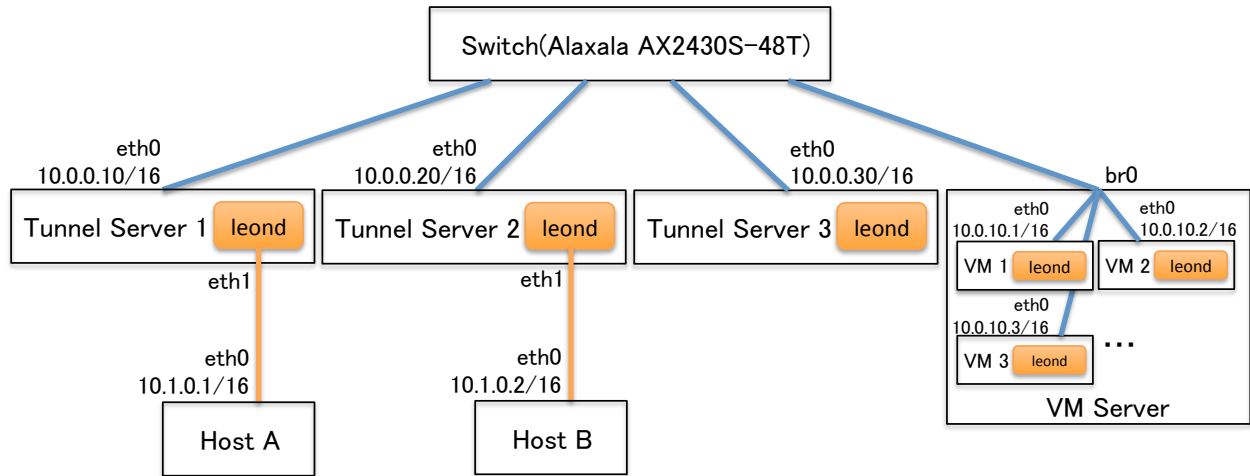 Switch(Alaxala AX2430S-48T)
eth0
10.0.0.10/16
eth0
10.0.0.20/16
eth0
10.0.0.30/16
br0
Tunnel Server 1
leond
Tunnel Server 2
leond
Tunnel Server 3
leond
eth0
10.0.10.1/16
eth0
10.0.10.2/16
VM 1
leond
VM 2
leond
eth0
10.0.10.3/16
VM 3
leond
...
VM Server
eth1
eth1
eth0
10.1.0.1/16
eth0
10.1.0.2/16
Host A
Host B